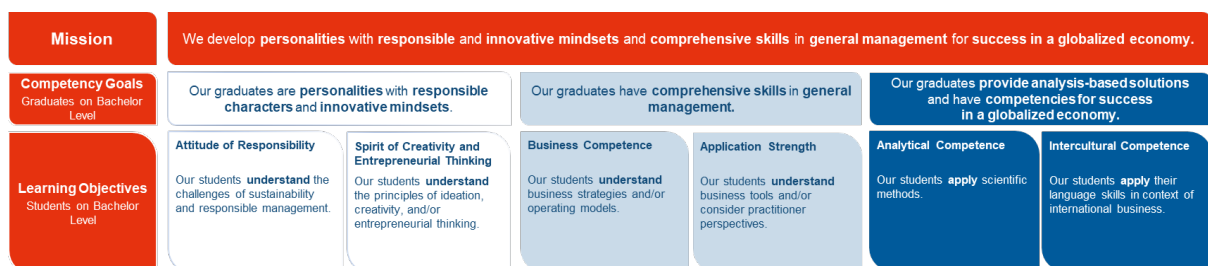 Mission
We develop personalities with responsible and innovative mindsets and comprehensive skills in general management for success in a globalized economy.
Competency Goals
Graduates on Bachelor
Level
Our graduates are personalities with responsible
characters and innovative mindsets.
Our graduates have comprehensive skills in general
management.
Our graduates provide analysis-based solutions
and have competencies for success
in a globalized economy.
Learning Objectives
Students on Bachelor
Level
Attitude of Responsibility
Our students understand the
challenges of sustainability
and responsible management.
Spirit of Creativity and
Entrepreneurial Thinking
Our students understand
the principles of ideation,
creativity, and/or
entrepreneurial thinking.
Business Competence
Our students understand
business strategies and/or
operating models.
Application Strength
Our students understand
business tools and/or
consider practitioner
perspectives.
Analytical Competence
Our students apply scientific
methods.
Intercultural Competence
Our students apply their
language skills in context of
international business.